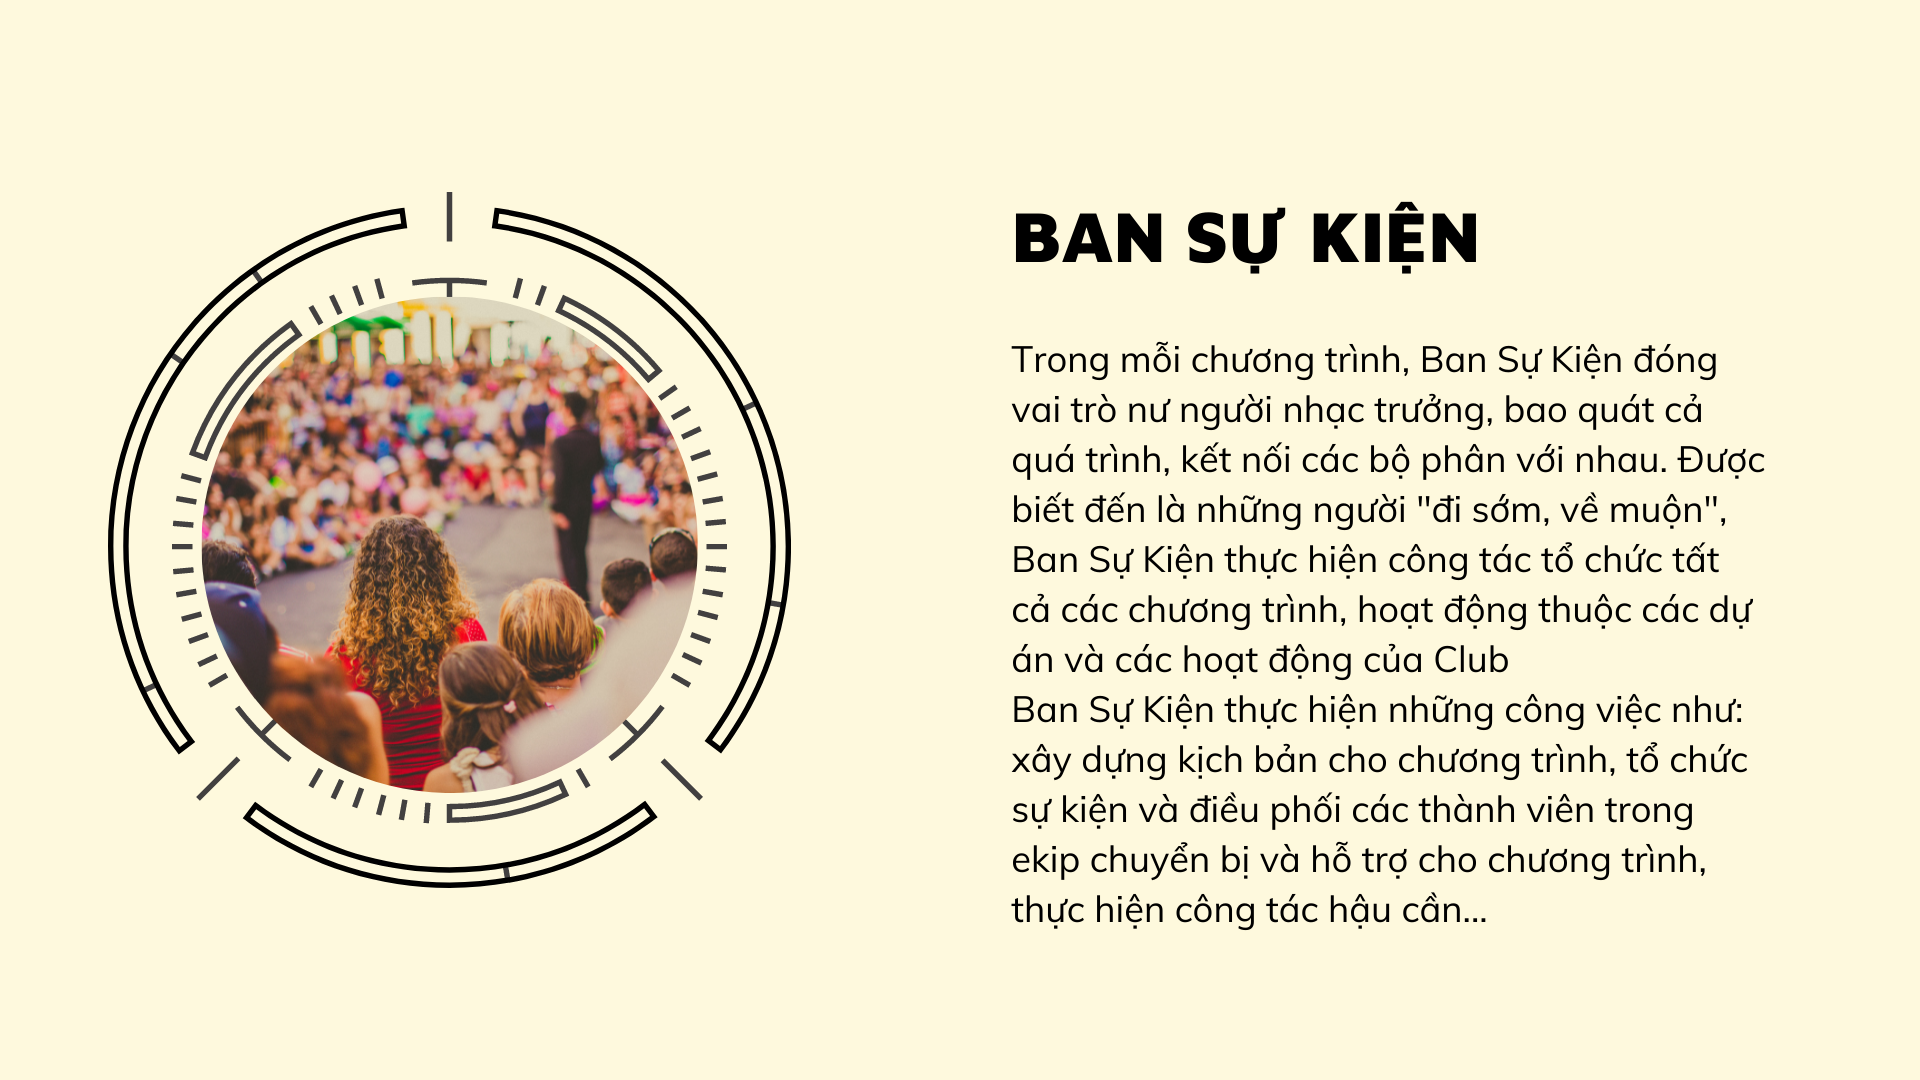 BAN SỰ KIỆN
Trong mỗi chương trình, Ban Sự Kiện đóng
vai trò nư người nhạc trưởng, bao quát cả
quá trình, kết nối các bộ phân với nhau. Được
biết đến là những người "đi sớm, về muộn",
Ban Sự Kiện thực hiện công tác tổ chức tất
cả các chương trình, hoạt động thuộc các dự
án và các hoạt động của Club
Ban Sự Kiện thực hiện những công việc như:
xây dựng kịch bản cho chương trình, tổ chức
sự kiện và điều phối các thành viên trong
ekip chuyển bị và hỗ trợ cho chương trình,
thực hiện công tác hậu cần...